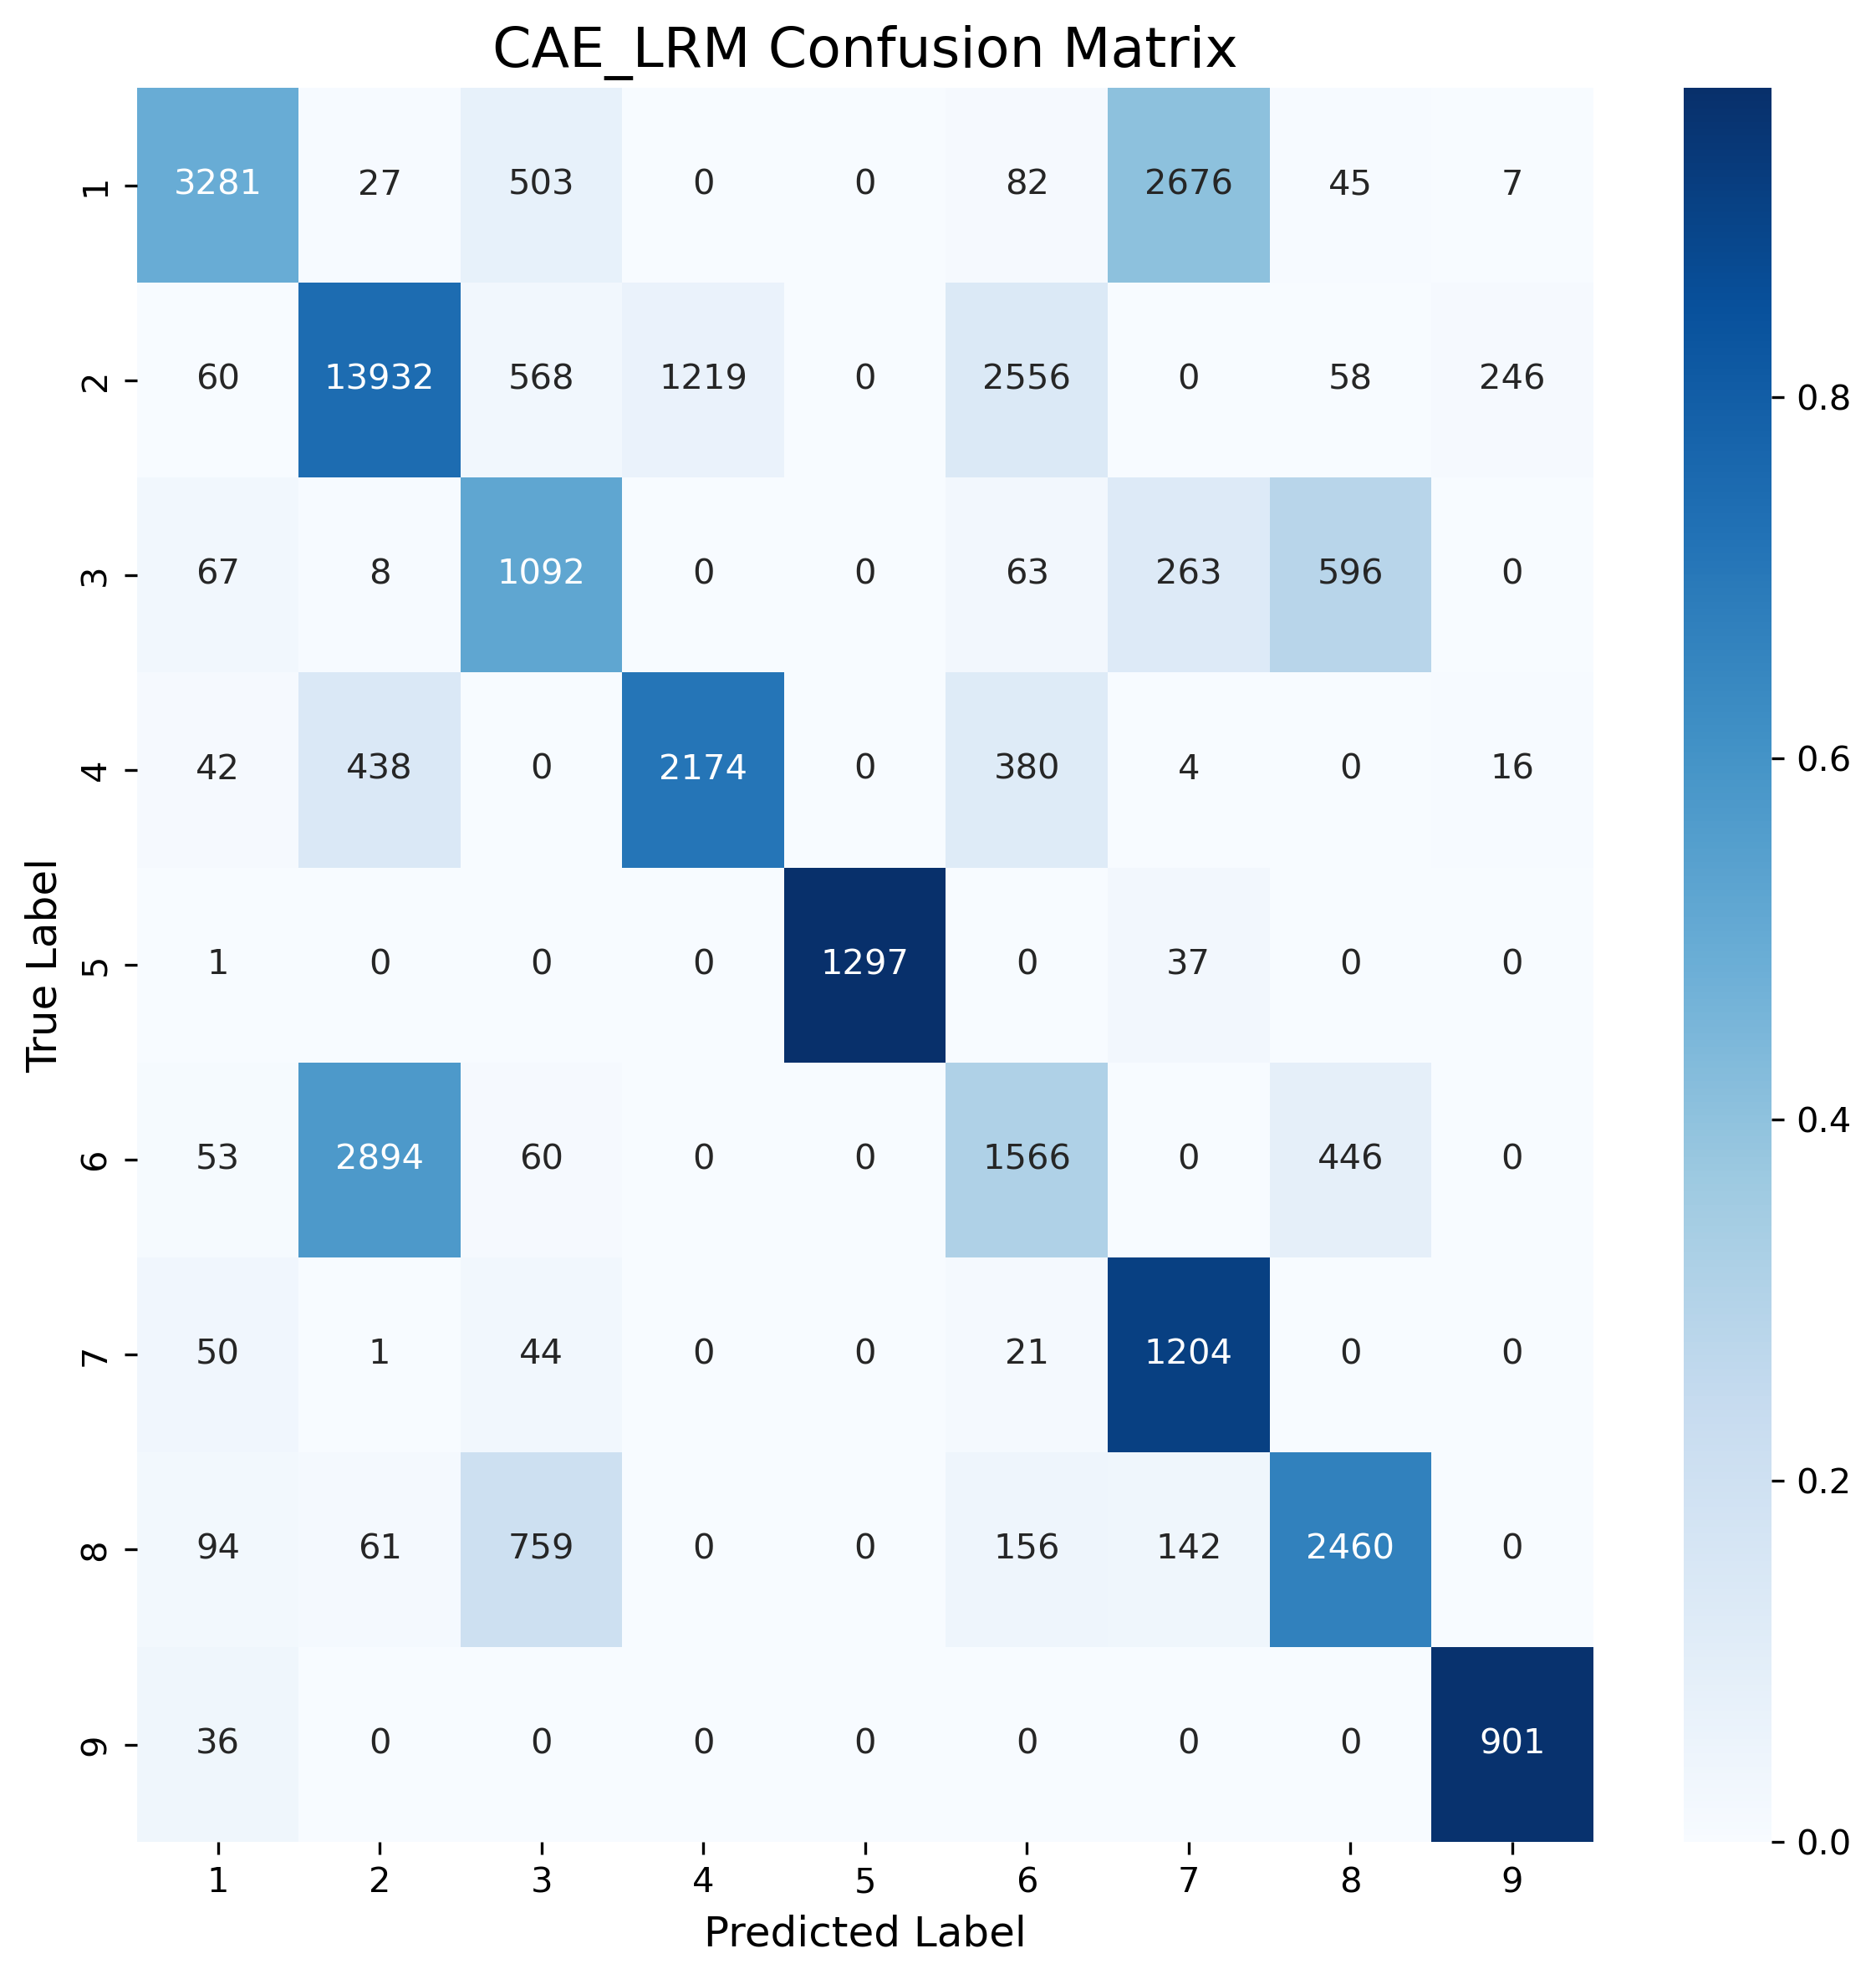 CAE_LRM Confusion Matrix
1 3281 27 503 0 0 82 2676 45 7
2 60 13932 568 1219 0 2556 0 58 246
3 67 8 1092 0 0 63 263 596 0
4 42 438 0 2174 0 380 4 0 16
5 1 0 0 0 1297 0 37 0 0
6 53 2894 60 0 0 1566 0 446 0
7 50 1 44 0 0 21 1204 0 0
8 94 61 759 0 0 156 142 2460 0
9 36 0 0 0 0 0 0 0 901
1 2 3 4 5 6 7 8 9
Predicted Label
True Label
0.8
0.6
0.4
0.2
0.0